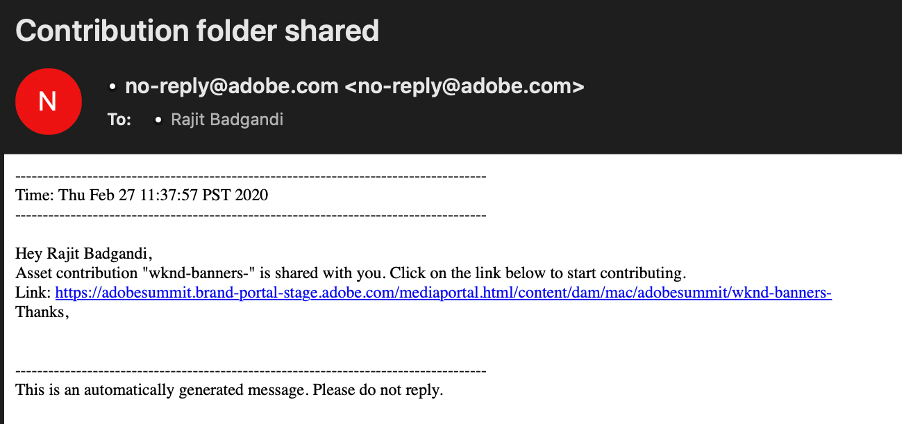 Contribution folder shared
N
• no-reply@adobe.com <no-reply@adobe.com>
To: • Rajit Badgandi
--------------------------------------------------------------------------------------
Time: Thu Feb 27 11:37:57 PST 2020
--------------------------------------------------------------------------------------
Hey Rajit Badgandi,
Asset contribution "wknd-banners-" is shared with you. Click on the link below to start contributing.
Link: https://adobesummit.brand-portal-stage.adobe.com/mediaportal.html/content/dam/mac/adobesummit/wknd-banners-
Thanks,
--------------------------------------------------------------------------------------
This is an automatically generated message. Please do not reply.